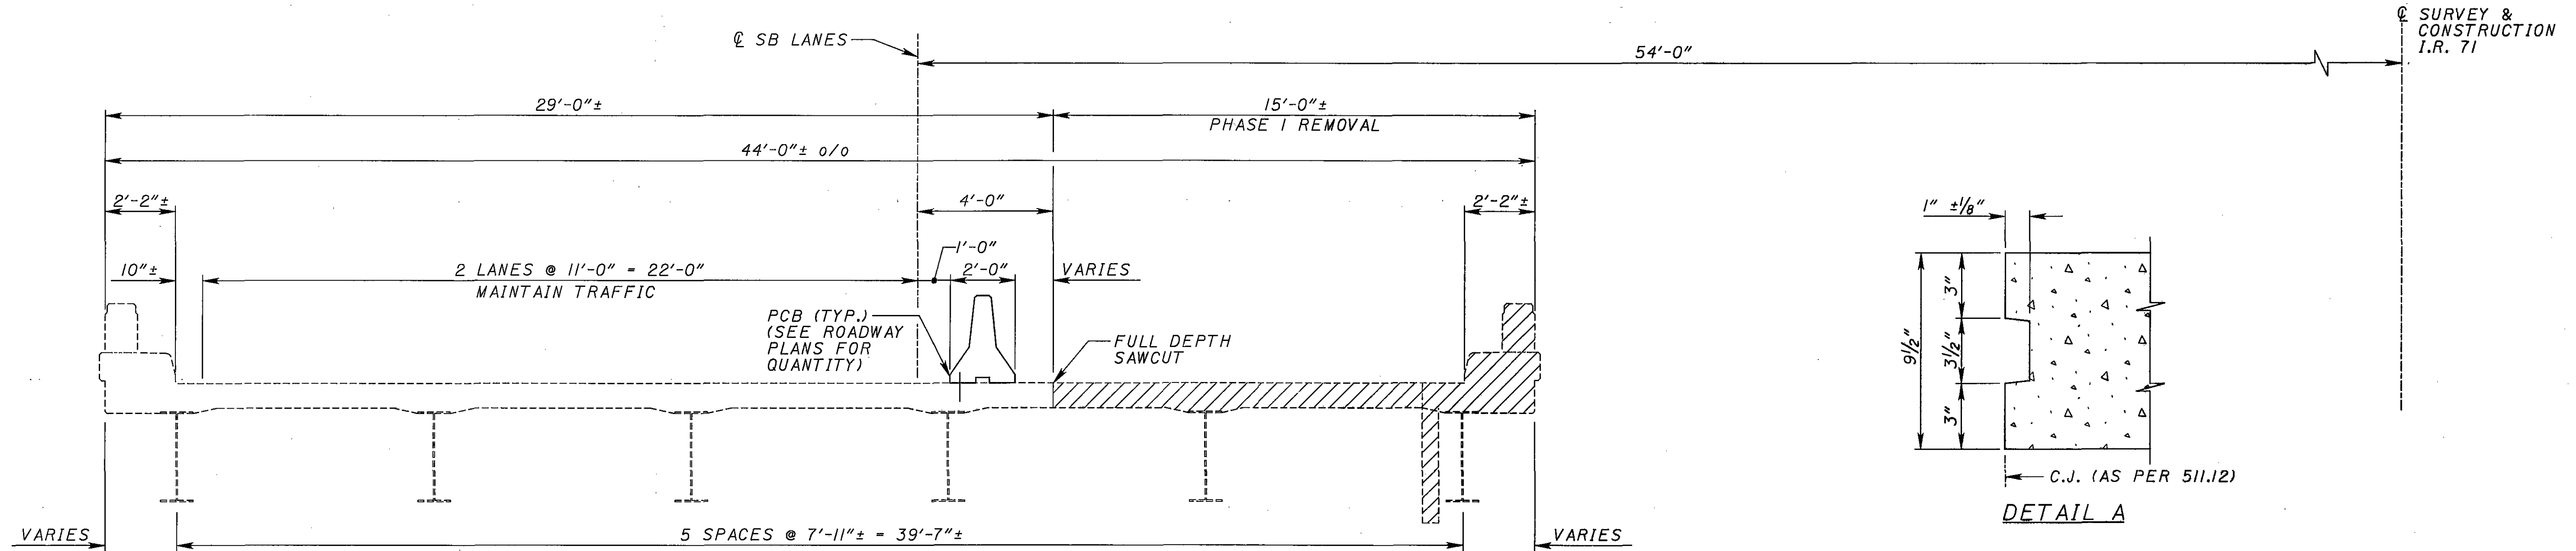 ℄ SURVEY &
CONSTRUCTION
I.R. 71
℄ SB LANES
54'-0"
29'-0"±
15'-0"±
PHASE 1 REMOVAL
44'-0"± o/o
2'-2"±
4'-0"
2'-2"±
1'-0"
10"±
2 LANES @ 11'-0" = 22'-0"
MAINTAIN TRAFFIC
2'-0"
VARIES
PCB (TYP.)
(SEE ROADWAY
PLANS FOR
QUANTITY)
FULL DEPTH
SAWCUT
VARIES
5 SPACES @ 7'-11"± = 39'-7"±
VARIES
1" ±1/8"
9½"
3"
3½"
3"
C.J. (AS PER 511.12)
DETAIL A